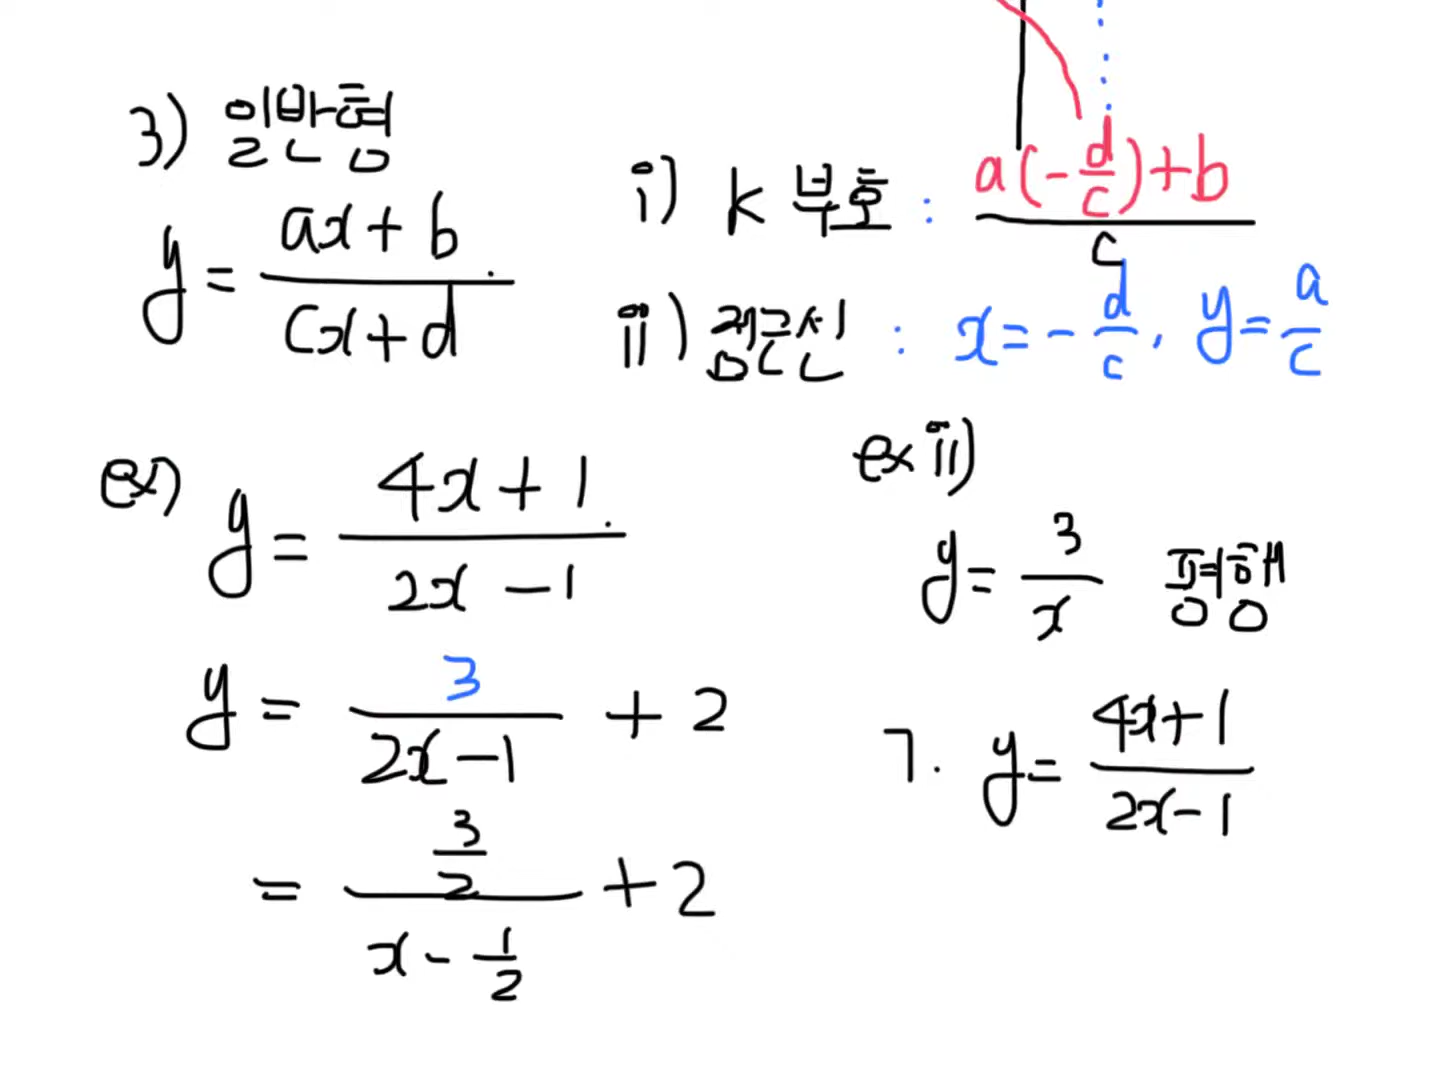 3) 일반형
y = (ax + b)/(cx + d)
i) k 부호 : (a(-d/c) + b)/c
ii) 점근선 : x = -d/c, y = a/c
ex)
y = (4x + 1)/(2x - 1)
y = 3/(2x - 1) + 2
= (3/2)/(x - 1/2) + 2
ex ii)
y = 3/x 평행
ㄱ. y = (4x + 1)/(2x - 1)